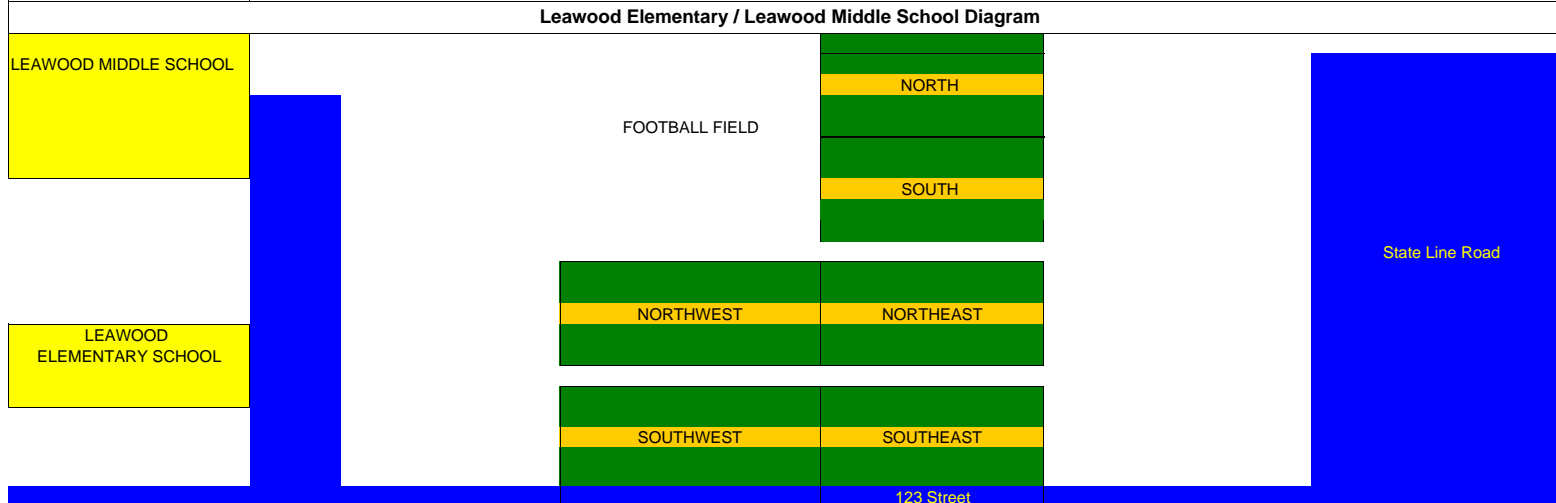 Leawood Elementary / Leawood Middle School Diagram
LEAWOOD MIDDLE SCHOOL
NORTH
FOOTBALL FIELD
SOUTH
State Line Road
NORTHWEST
NORTHEAST
LEAWOOD
ELEMENTARY SCHOOL
SOUTHWEST
SOUTHEAST
123 Street